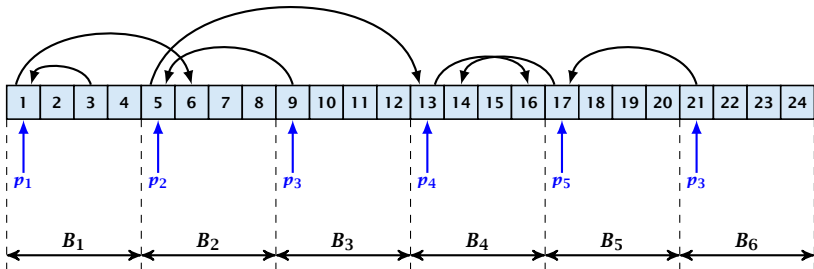 1 2 3 4 5 6 7 8 9 10 11 12 13 14 15 16 17 18 19 20 21 22 23 24
p₁ p₂ p₃ p₄ p₅ p₃
B₁ B₂ B₃ B₄ B₅ B₆